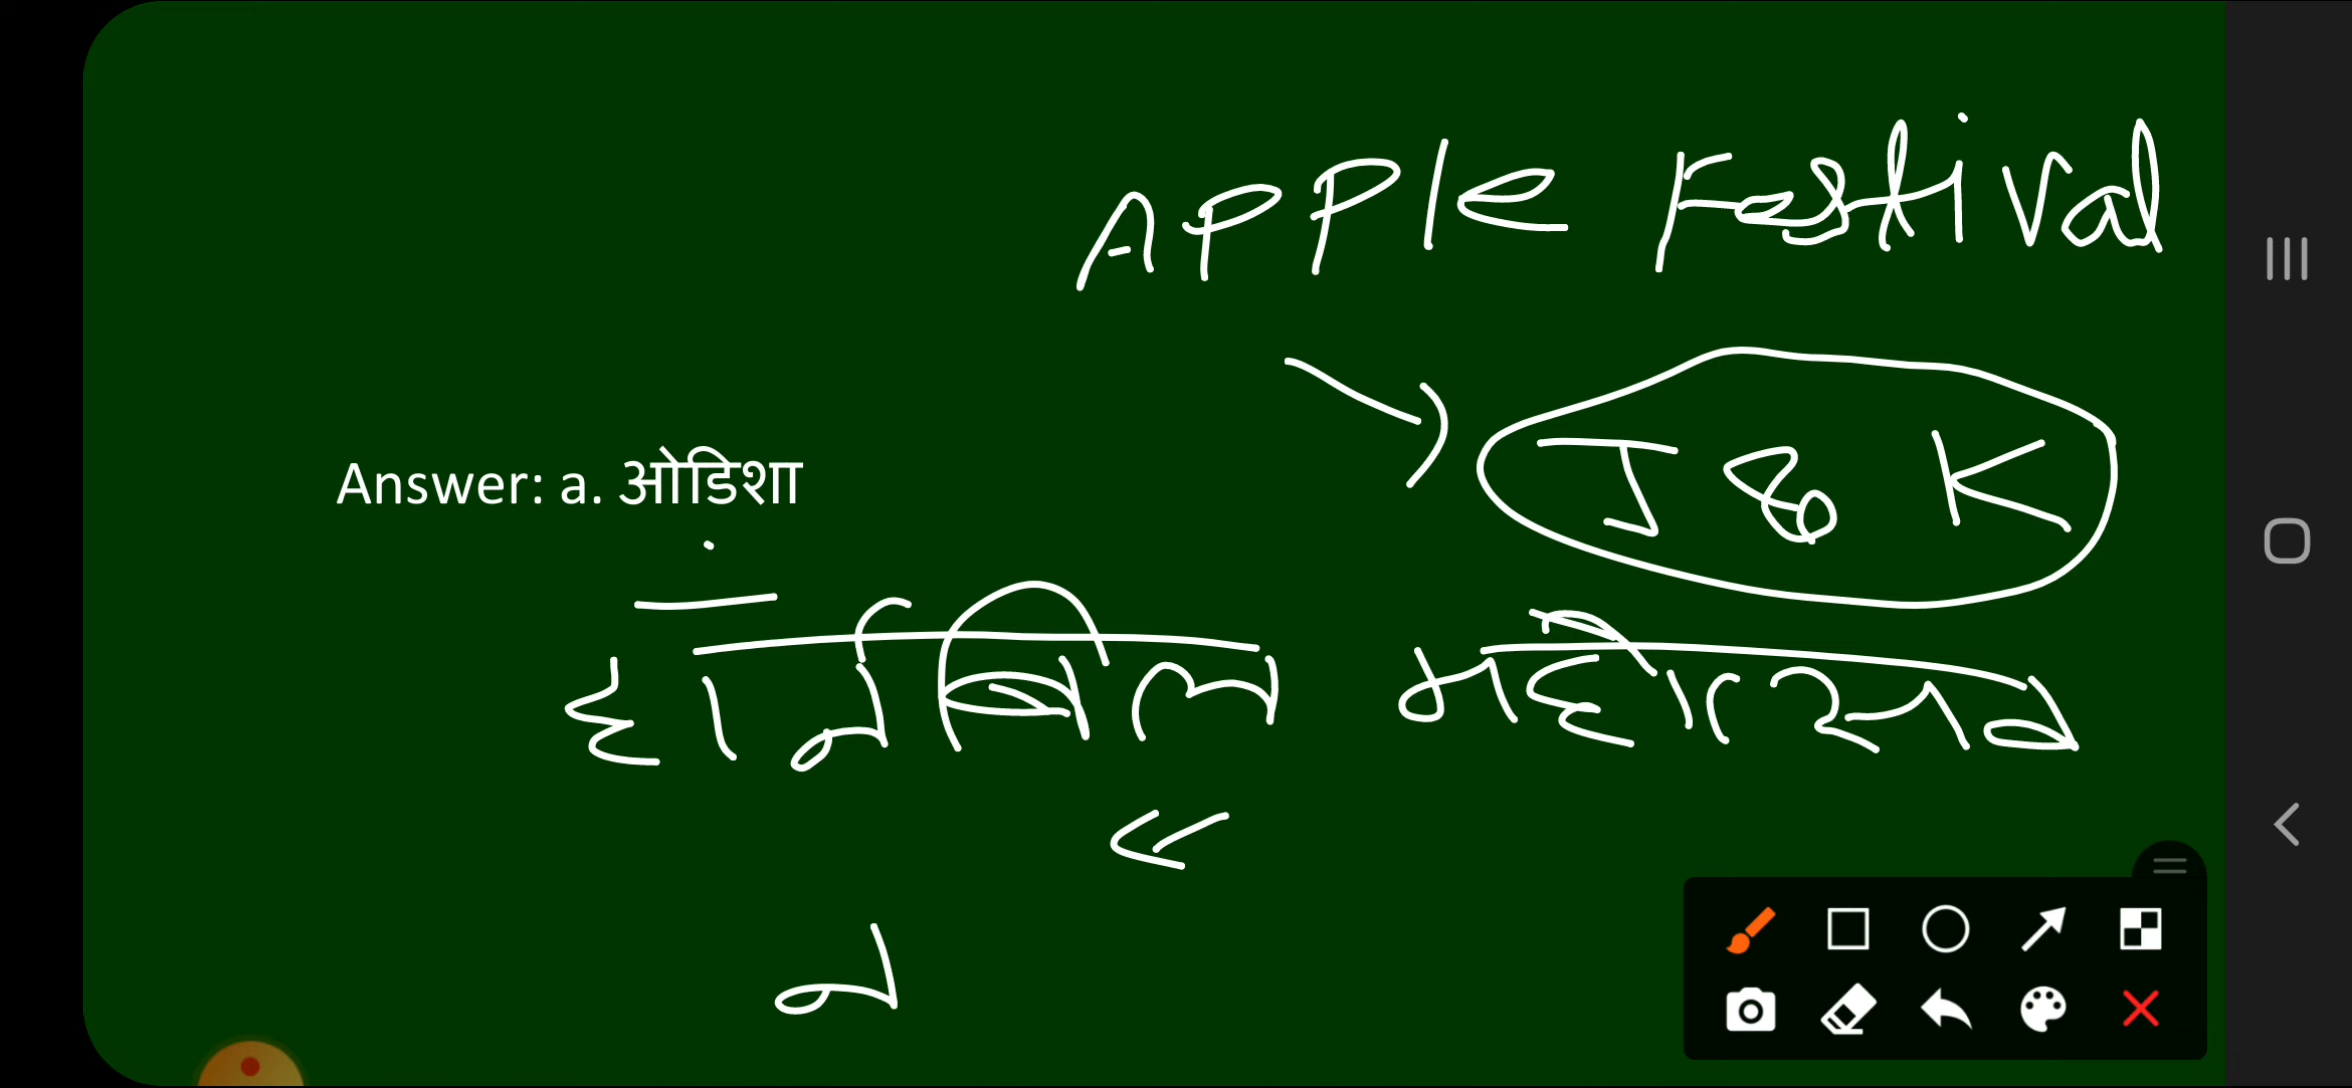 Apple Festival
J & K
Answer: a. ओडिशा
हार्नबिल महोत्सव
न